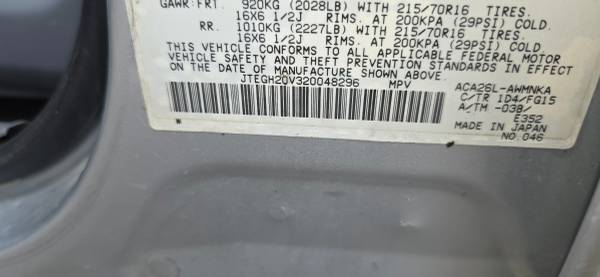 GAWR:FRT. 920KG (2028LB) WITH 215/70R16 TIRES.
16X6 1/2J RIMS. AT 200KPA (29PSI) COLD.
RR. 1010KG (2227LB) WITH 215/70R16 TIRES.
16X6 1/2J RIMS. AT 200KPA (29PSI) COLD.
THIS VEHICLE CONFORMS TO ALL APPLICABLE FEDERAL MOTOR
VEHICLE SAFETY AND THEFT PREVENTION STANDARDS IN EFFECT
ON THE DATE OF MANUFACTURE SHOWN ABOVE.
JTEGH20V320048296 MPV
ACA26L-AWMNKA
C/TR 1D4/FG15
A/TM -03B/
E352
MADE IN JAPAN
NO.046